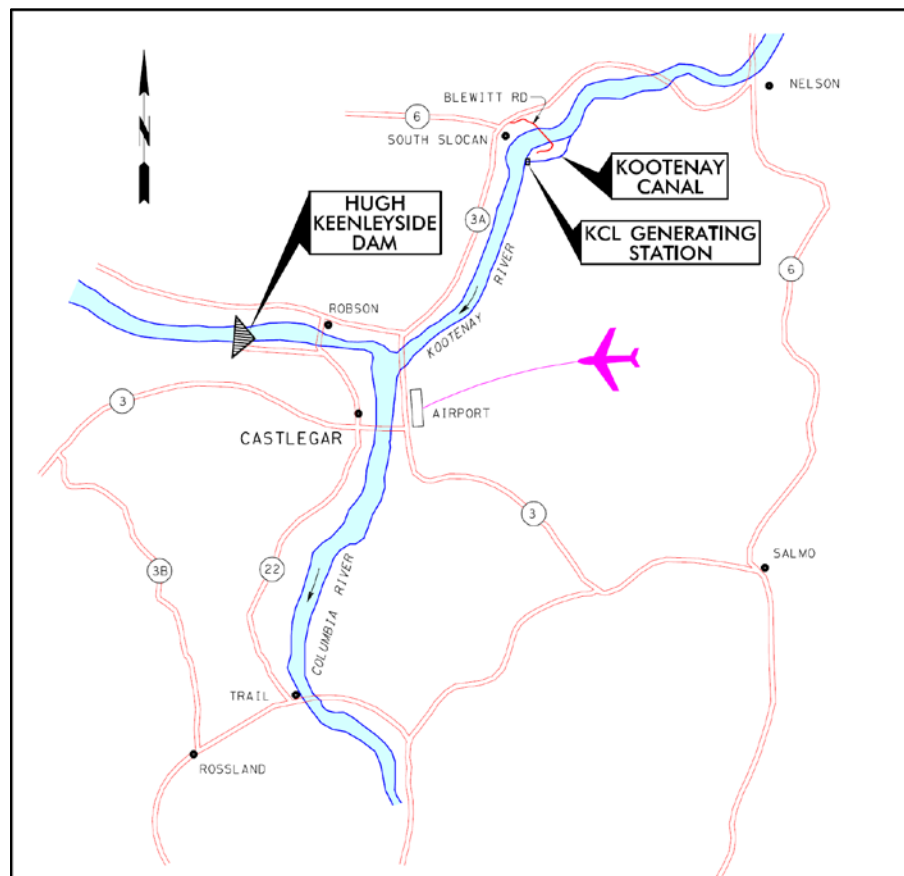 N
NELSON
BLEWITT RD
6
SOUTH SLOCAN
KOOTENAY
CANAL
HUGH
KEENLEYSIDE
DAM
3A
KCL GENERATING
STATION
6
KOOTENAY RIVER
ROBSON
3
AIRPORT
CASTLEGAR
3
3B
22
SALMO
COLUMBIA RIVER
TRAIL
ROSSLAND